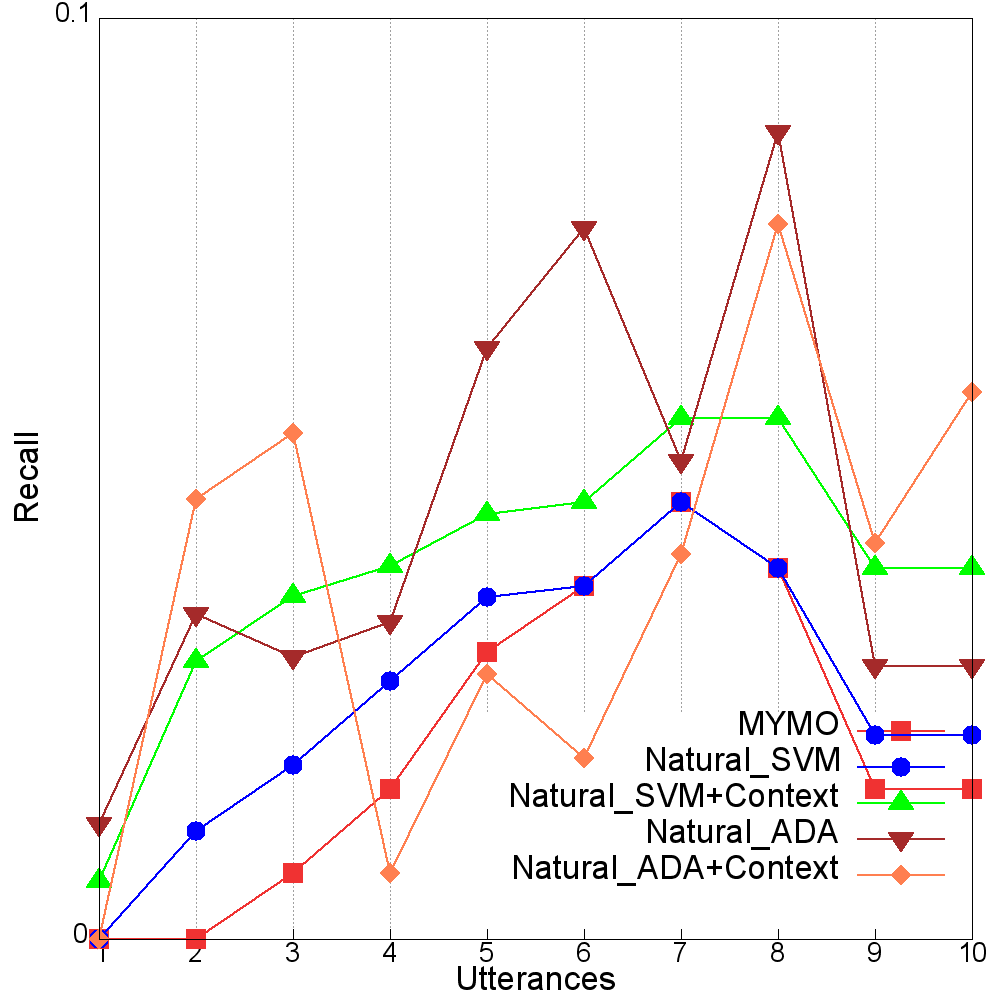 0.1
Recall
MYMO
Natural_SVM
Natural_SVM+Context
Natural_ADA
Natural_ADA+Context
0
1 2 3 4 5 6 7 8 9 10
Utterances